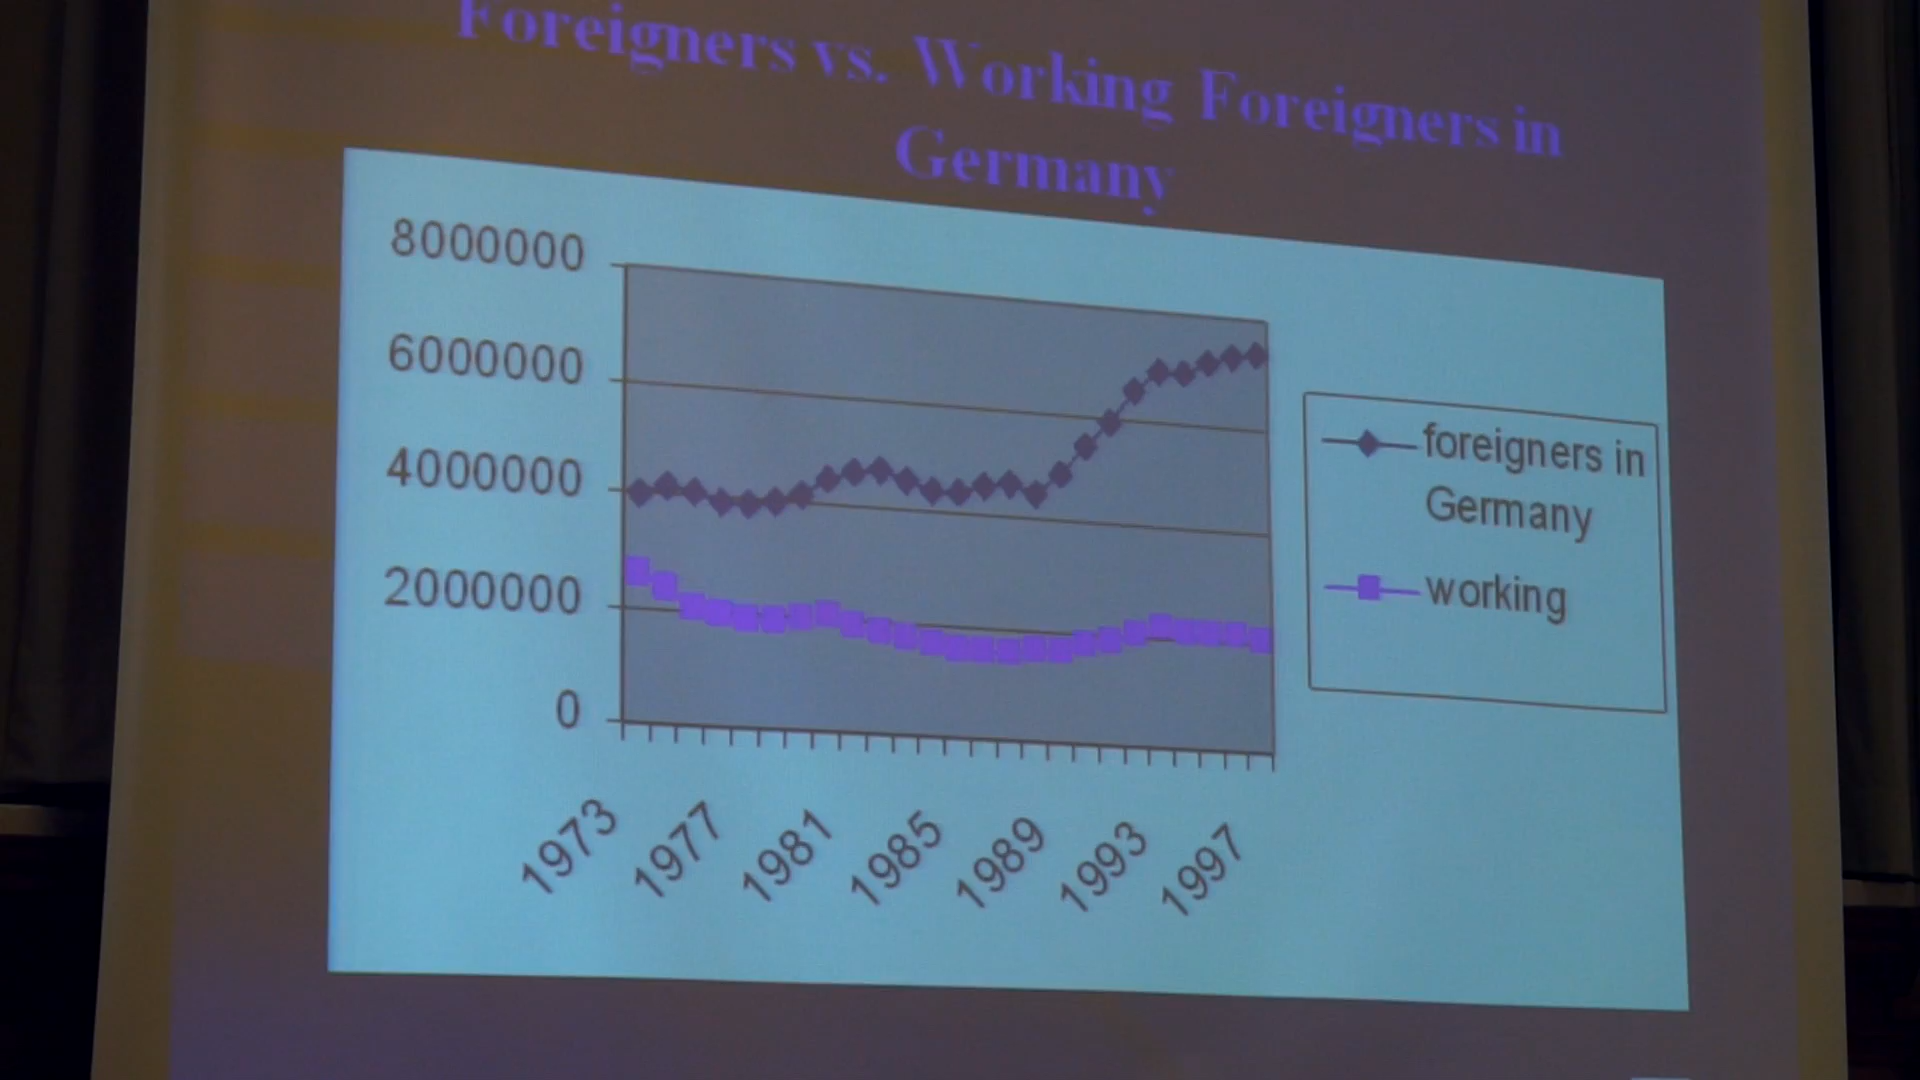 Foreigners vs. Working Foreigners in
Germany
8000000
6000000
4000000
2000000
0
1973
1977
1981
1985
1989
1993
1997
foreigners in
Germany
working